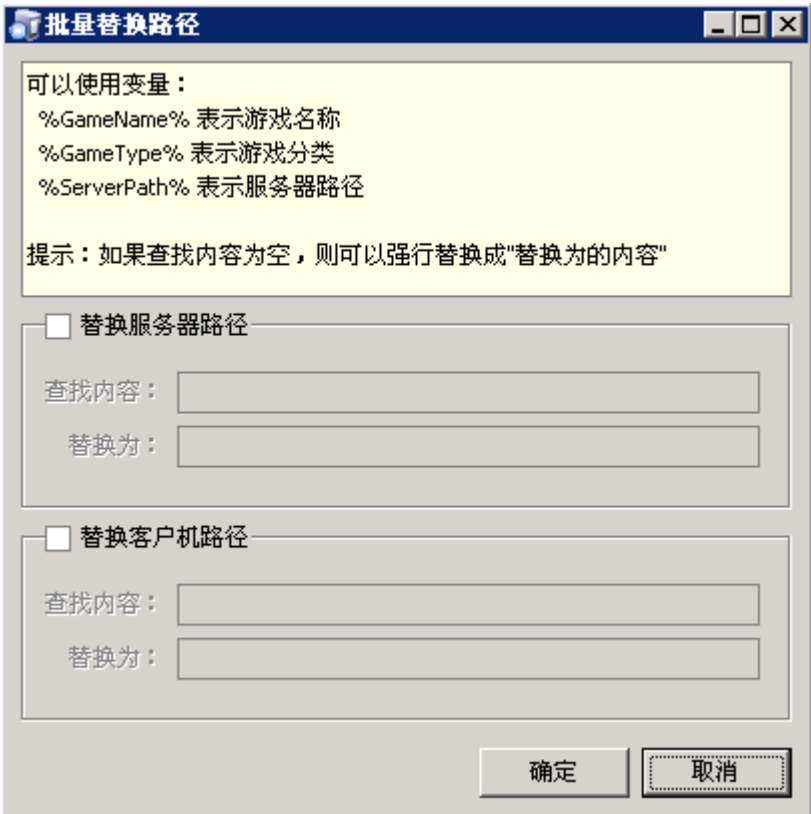 批量替换路径
可以使用变量：
%GameName% 表示游戏名称
%GameType% 表示游戏分类
%ServerPath% 表示服务器路径
提示：如果查找内容为空，则可以强行替换成"替换为的内容"
替换服务器路径
查找内容：
替换为：
替换客户机路径
查找内容：
替换为：
确定 取消